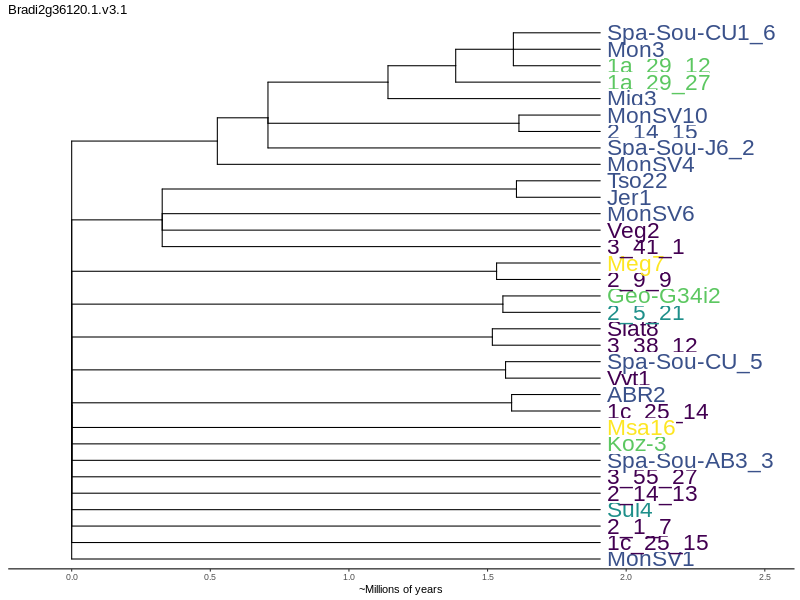 Bradi2g36120.1.v3.1
Spa-Sou-CU1_6
Mon3
1a_29_12
1a_29_27
Mig3
MonSV10
2_14_15
Spa-Sou-J6_2
MonSV4
Tso22
Jer1
MonSV6
Veg2
3_41_1
Meg7
2_9_9
Geo-G34i2
2_5_21
Slat8
3_38_12
Spa-Sou-CU_5
Vyt1
ABR2
1c_25_14
Msa16
Koz-3
Spa-Sou-AB3_3
3_55_27
2_14_13
Sul4
2_1_7
1c_25_15
MonSV1
0.0 0.5 1.0 1.5 2.0 2.5
~Millions of years